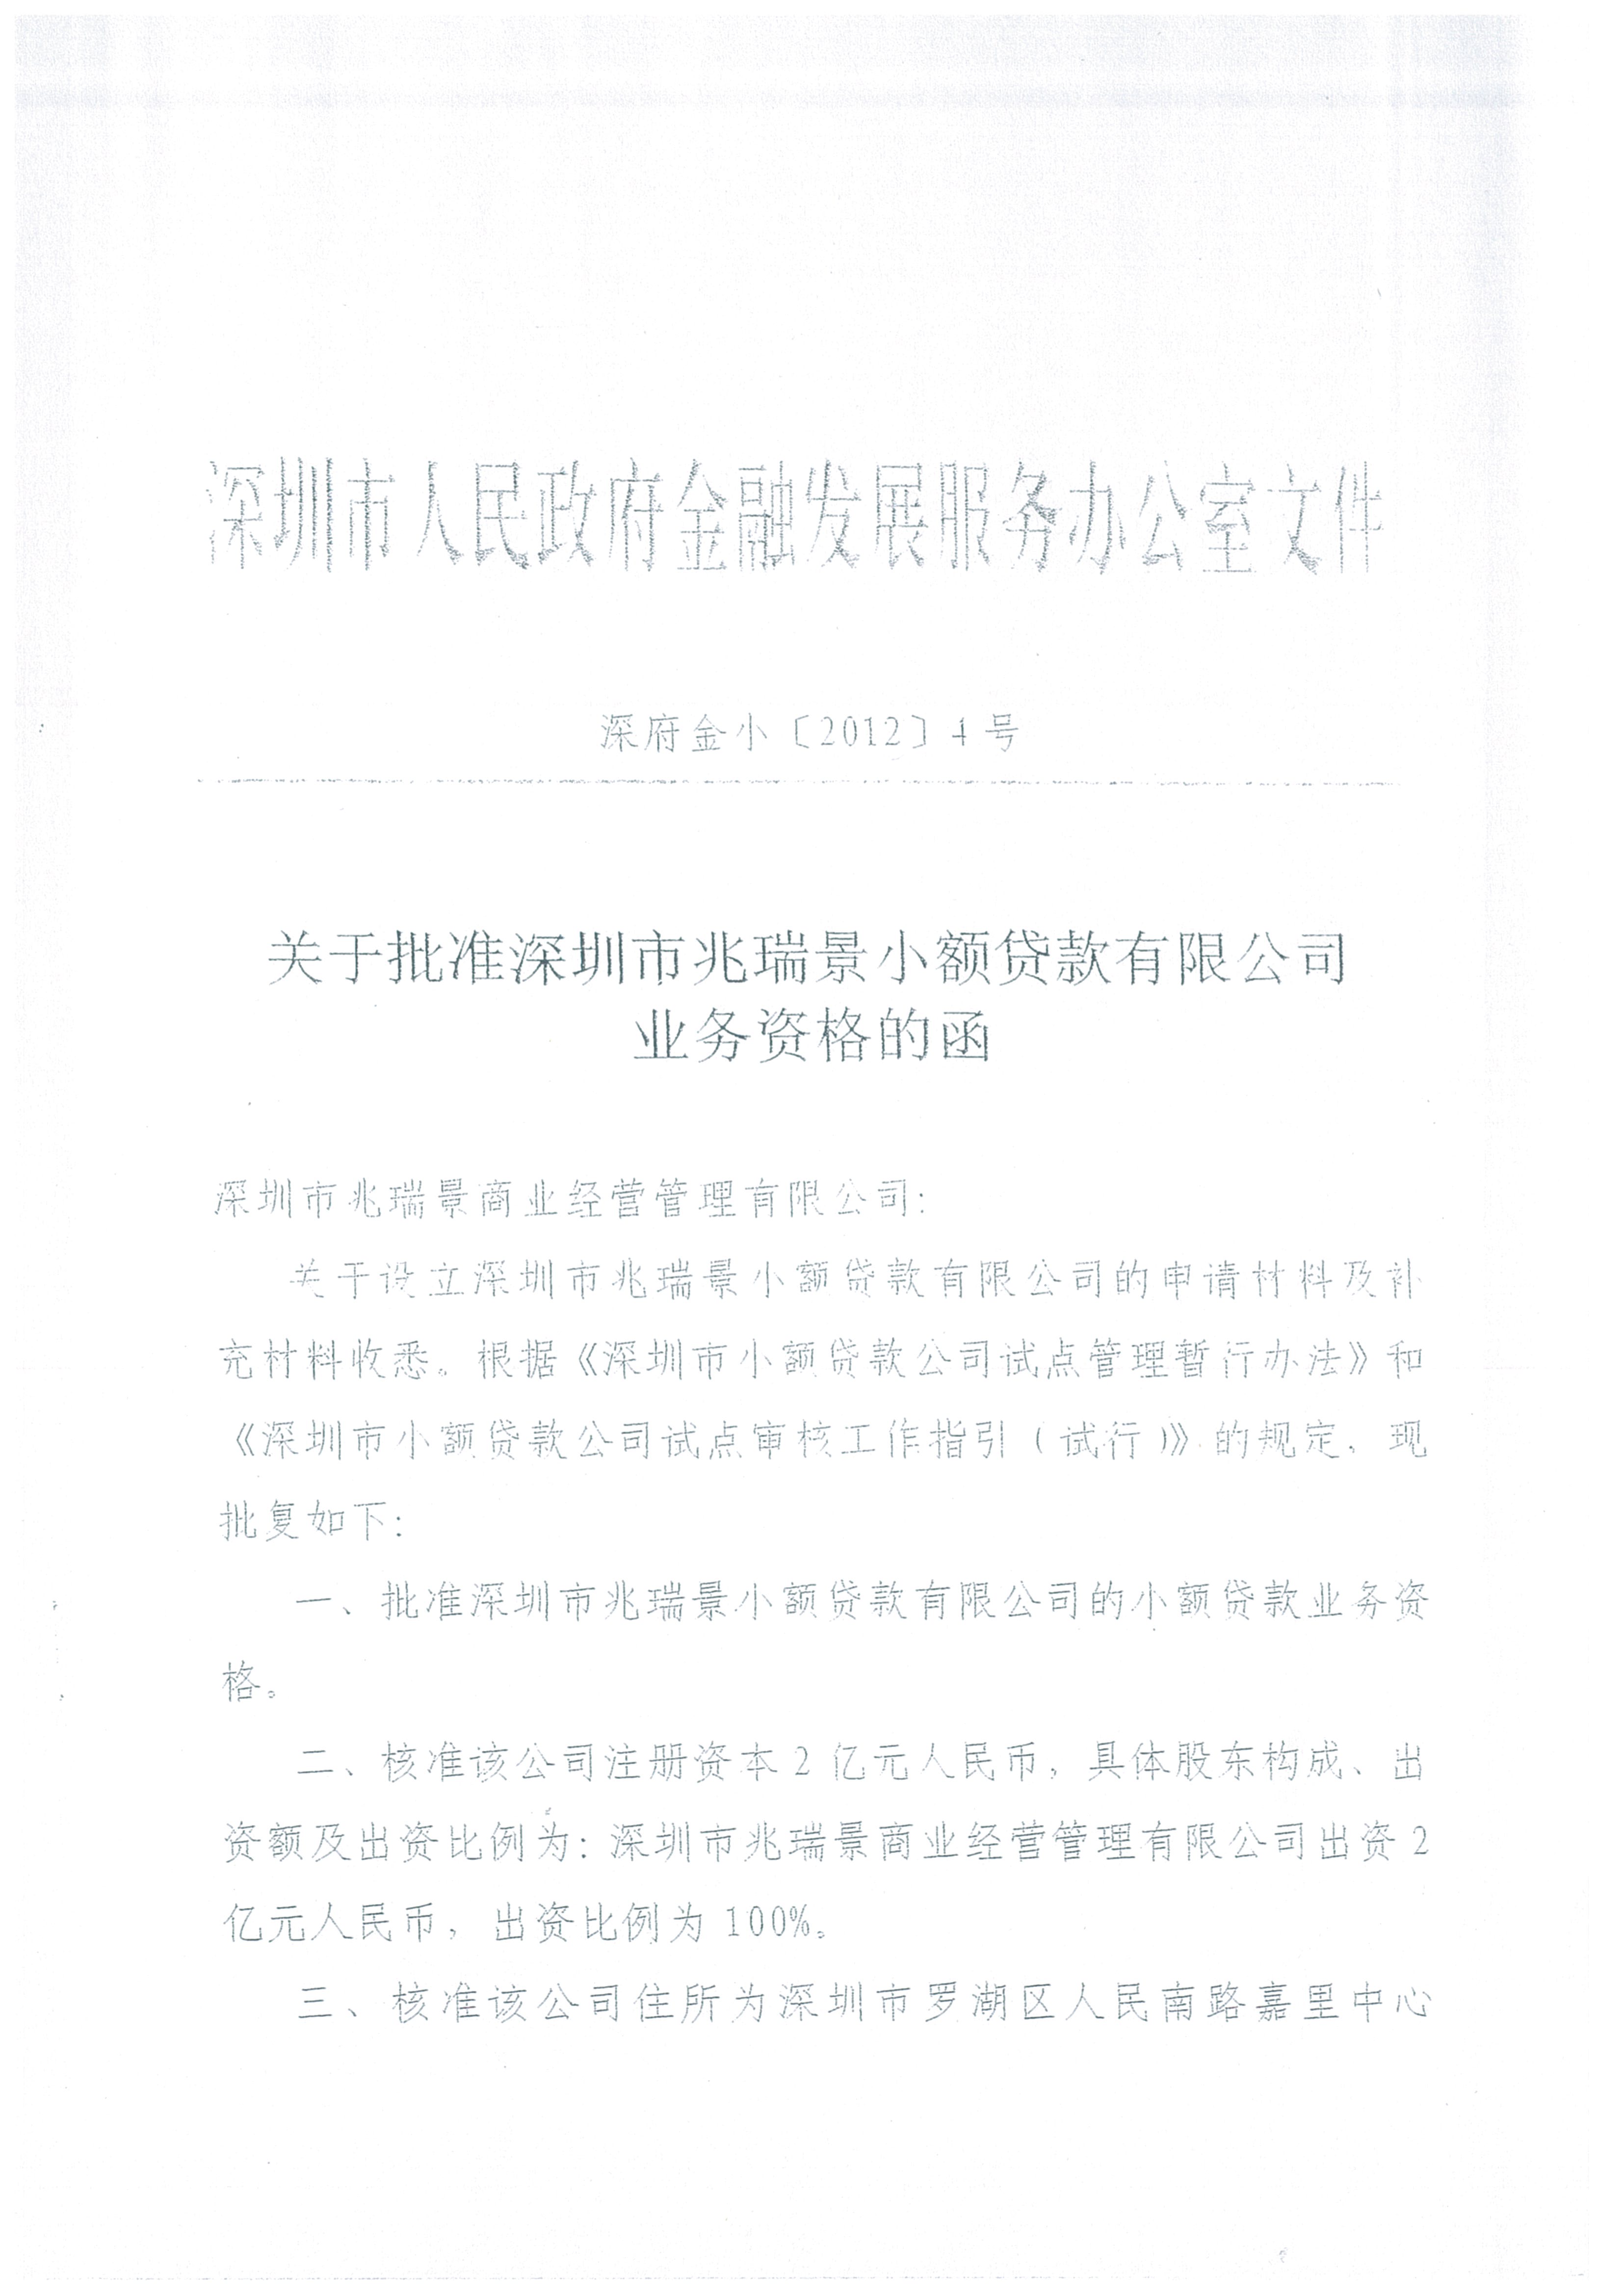 深圳市人民政府金融发展服务办公室文件
深府金小〔2012〕4号
关于批准深圳市兆瑞景小额贷款有限公司
业务资格的函
深圳市兆瑞景商业经营管理有限公司：
关于设立深圳市兆瑞景小额贷款有限公司的申请材料及补
充材料收悉。根据《深圳市小额贷款公司试点管理暂行办法》和
《深圳市小额贷款公司试点审核工作指引（试行）》的规定，现
批复如下：
一、批准深圳市兆瑞景小额贷款有限公司的小额贷款业务资
格。
二、核准该公司注册资本2亿元人民币，具体股东构成、出
资额及出资比例为：深圳市兆瑞景商业经营管理有限公司出资2
亿元人民币，出资比例为100%。
三、核准该公司住所为深圳市罗湖区人民南路嘉里中心